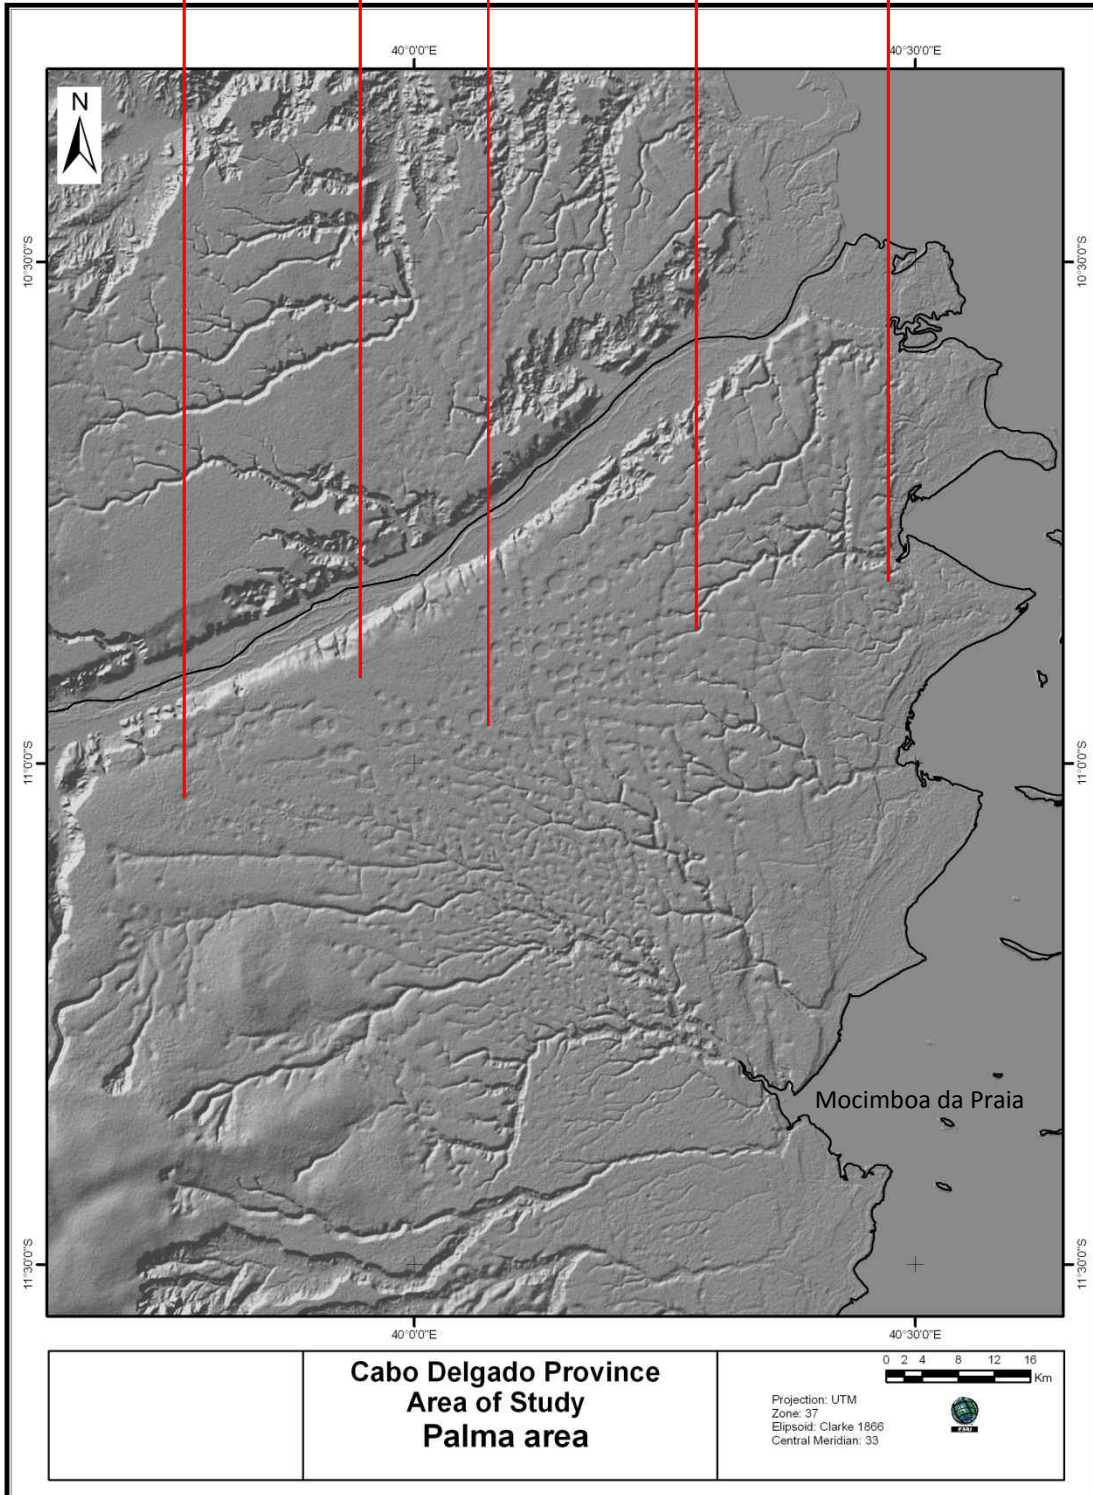 40°0'0"E 40°30'0"E
N
10°30'0"S 10°30'0"S
11°0'0"S 11°0'0"S
Mocimboa da Praia
11°30'0"S 11°30'0"S
40°0'0"E 40°30'0"E
Cabo Delgado Province
Area of Study
Palma area
0 2 4 8 12 16
Km
Projection: UTM
Zone: 37
Elipsoid: Clarke 1866
Central Meridian: 33